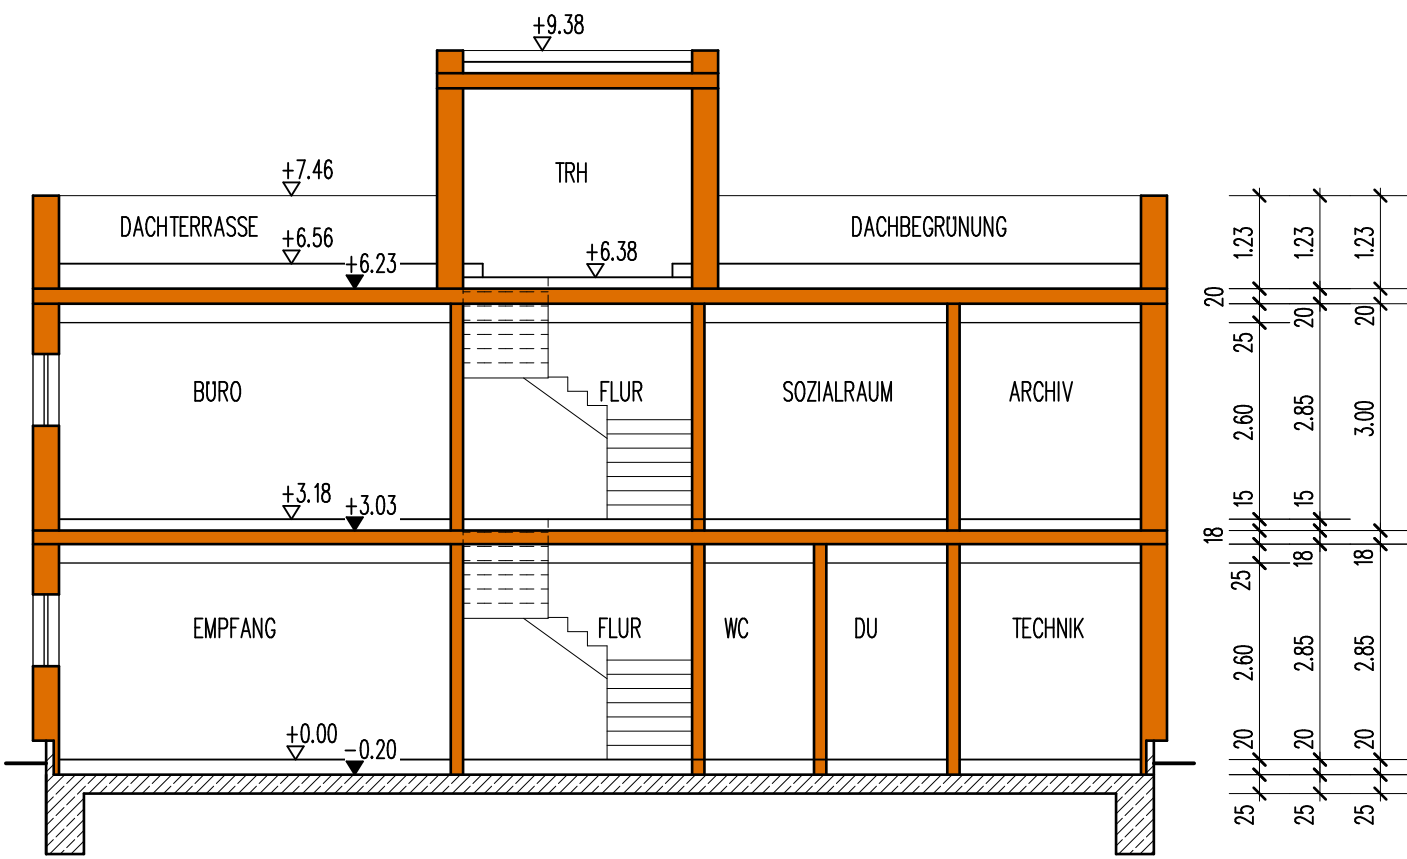 +9.38
TRH
+7.46
DACHTERRASSE
DACHBEGRÜNUNG
+6.56
+6.38
+6.23
BÜRO
FLUR
SOZIALRAUM
ARCHIV
+3.18
+3.03
EMPFANG
FLUR
WC
DU
TECHNIK
+0.00
-0.20
1.23
1.23
1.23
20
20
20
25
2.60
2.85
3.00
15
15
18
18
18
25
2.60
2.85
2.85
20
20
20
25
25
25